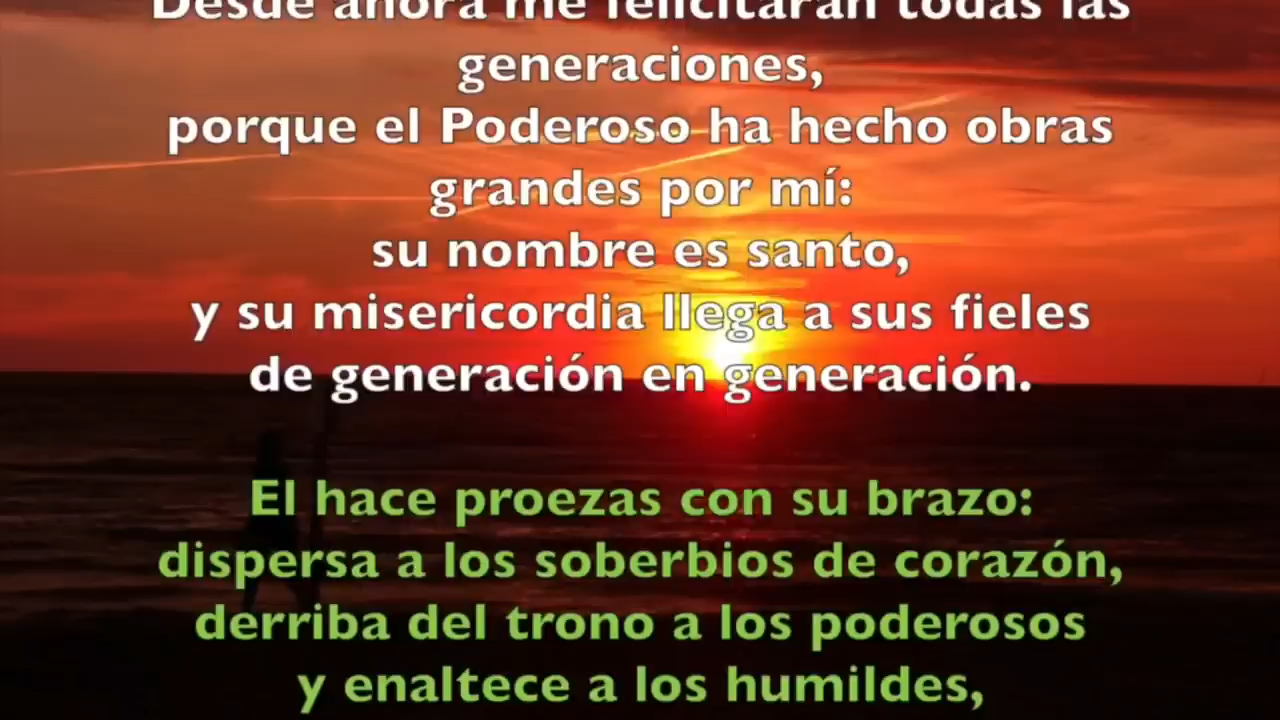 Desde ahora me felicitarán todas las
generaciones,
porque el Poderoso ha hecho obras
grandes por mí:
su nombre es santo,
y su misericordia llega a sus fieles
de generación en generación.
El hace proezas con su brazo:
dispersa a los soberbios de corazón,
derriba del trono a los poderosos
y enaltece a los humildes,